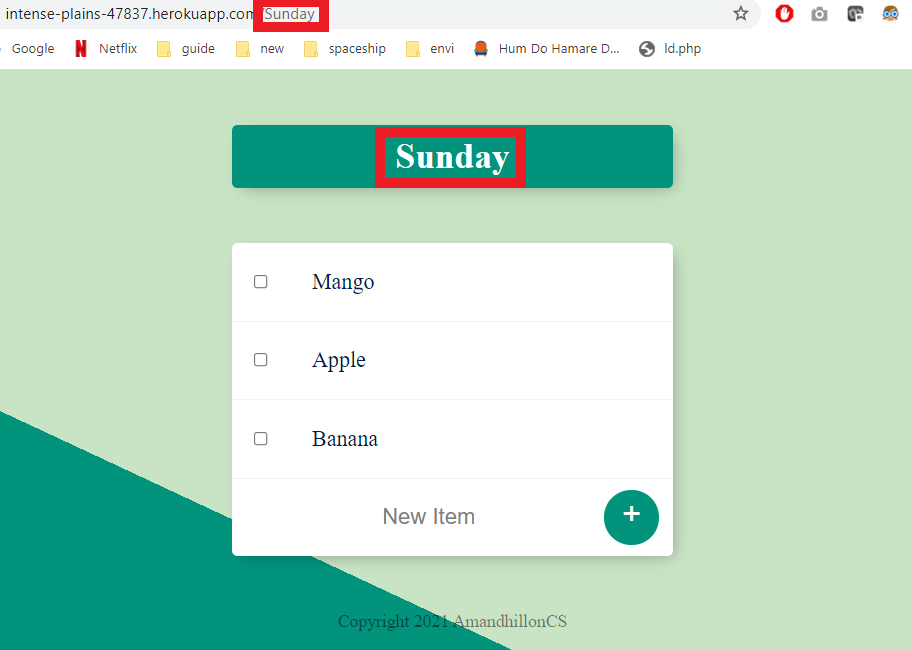 intense-plains-47837.herokuapp.com/Sunday
Google Netflix guide new spaceship envi Hum Do Hamare D... ld.php
Sunday
Mango
Apple
Banana
New Item +
Copyright 2021 AmandhillonCS